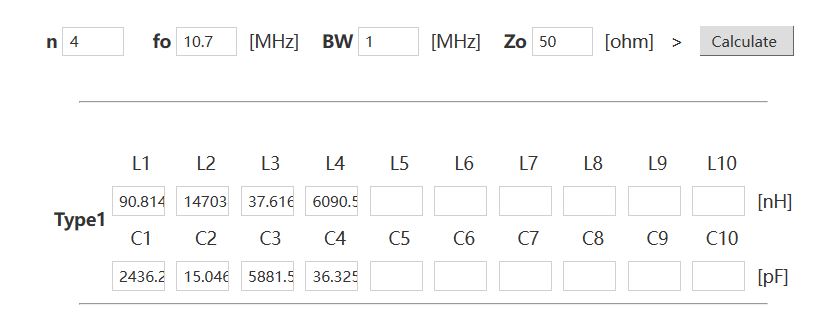 n 4 fo 10.7 [MHz] BW 1 [MHz] Zo 50 [ohm] > Calculate
L1 L2 L3 L4 L5 L6 L7 L8 L9 L10
90.814 14703 37.616 6090.5 [nH]
Type1
C1 C2 C3 C4 C5 C6 C7 C8 C9 C10
2436.2 15.046 5881.5 36.325 [pF]